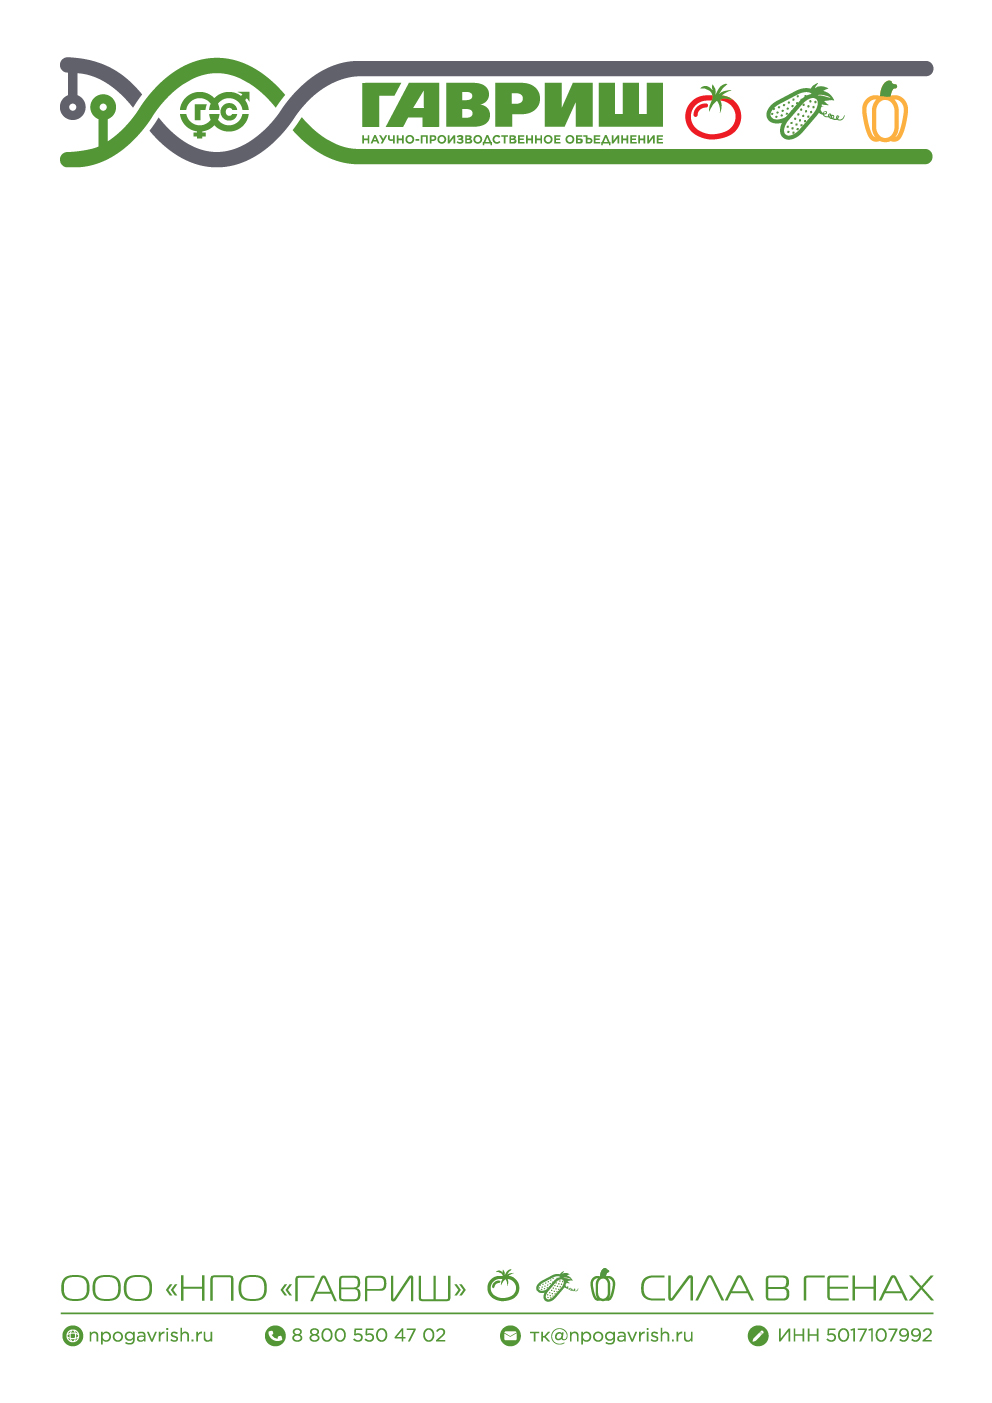 ГС
ГАВРИШ
НАУЧНО-ПРОИЗВОДСТВЕННОЕ ОБЪЕДИНЕНИЕ
ООО «НПО «ГАВРИШ» СИЛА В ГЕНАХ
npogavrish.ru 8 800 550 47 02 тк@npogavrish.ru ИНН 5017107992